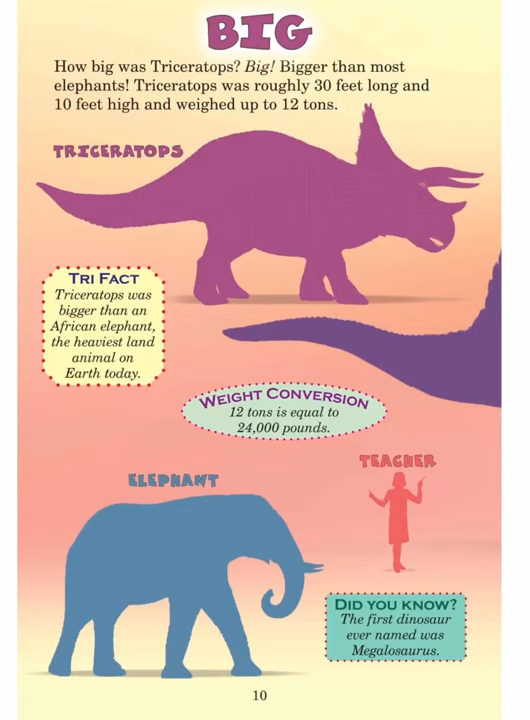 BIG
How big was Triceratops? Big! Bigger than most
elephants! Triceratops was roughly 30 feet long and
10 feet high and weighed up to 12 tons.
TRICERATOPS
TRI FACT
Triceratops was
bigger than an
African elephant,
the heaviest land
animal on
Earth today.
WEIGHT CONVERSION
12 tons is equal to
24,000 pounds.
TEACHER
ELEPHANT
DID YOU KNOW?
The first dinosaur
ever named was
Megalosaurus.
10